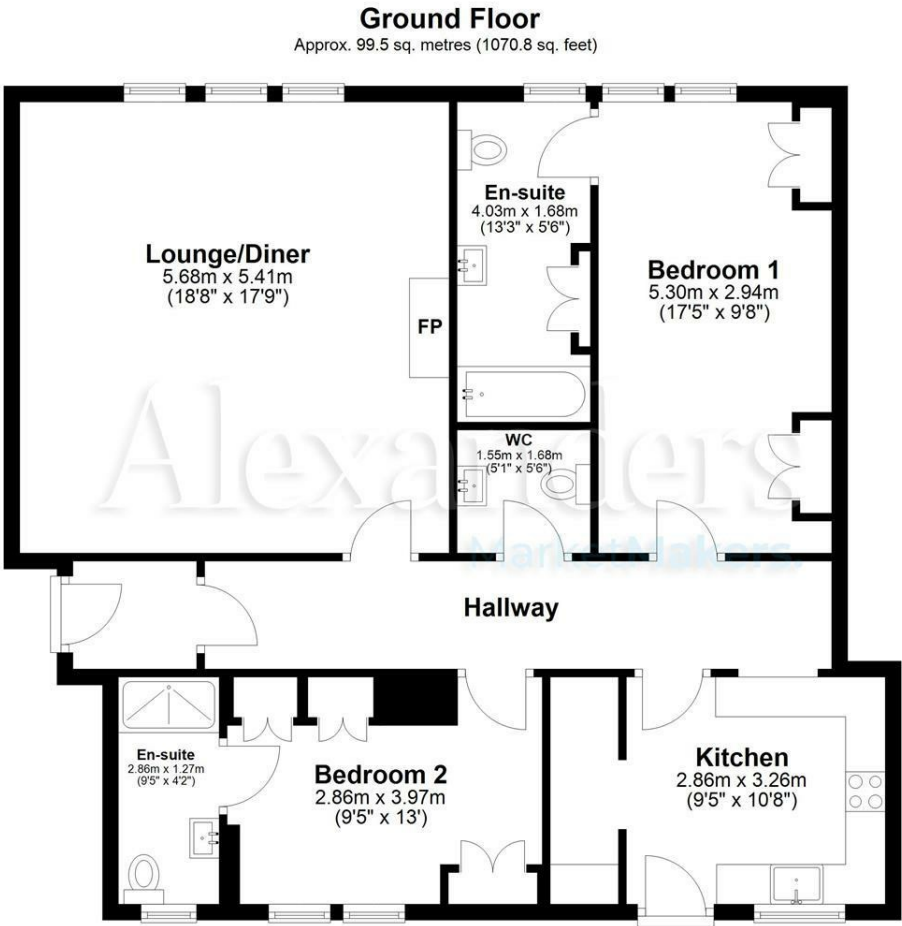 Ground Floor
Approx. 99.5 sq. metres (1070.8 sq. feet)
Lounge/Diner
5.68m x 5.41m
(18'8" x 17'9")
FP
En-suite
4.03m x 1.68m
(13'3" x 5'6")
Bedroom 1
5.30m x 2.94m
(17'5" x 9'8")
Alexanders
MarketMakers.
WC
1.55m x 1.68m
(5'1" x 5'6")
Hallway
En-suite
2.86m x 1.27m
(9'5" x 4'2")
Bedroom 2
2.86m x 3.97m
(9'5" x 13')
Kitchen
2.86m x 3.26m
(9'5" x 10'8")